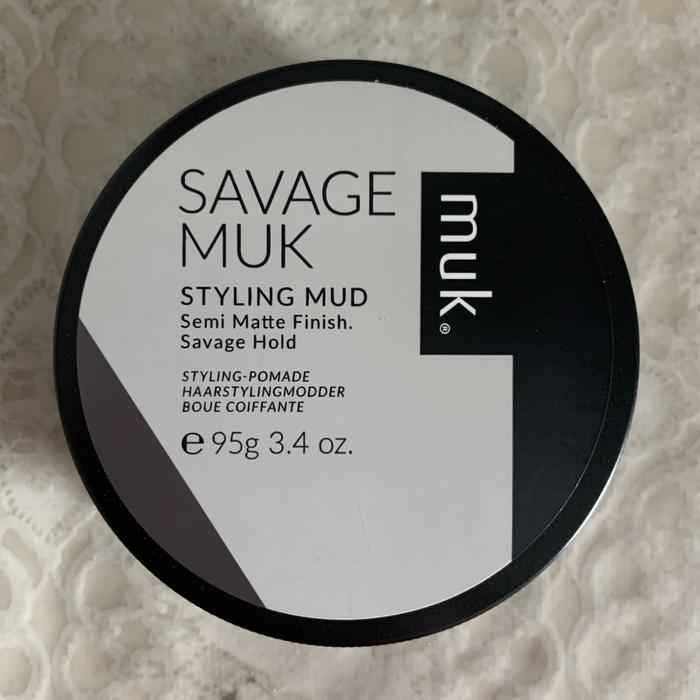 SAVAGE
MUK
STYLING MUD
Semi Matte Finish.
Savage Hold
STYLING-POMADE
HAARSTYLINGMODDER
BOUE COIFFANTE
℮ 95g 3.4 oz.
muk®